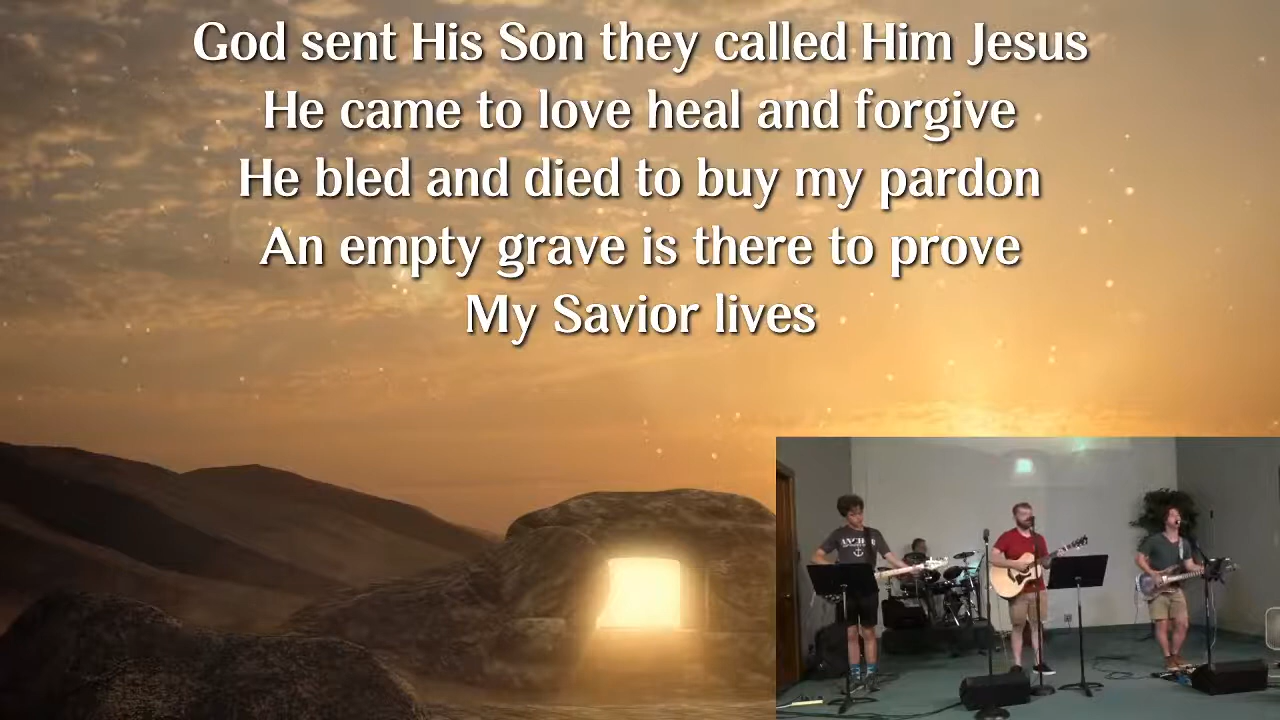 God sent His Son they called Him Jesus
He came to love heal and forgive
He bled and died to buy my pardon
An empty grave is there to prove
My Savior lives
ANCHOR